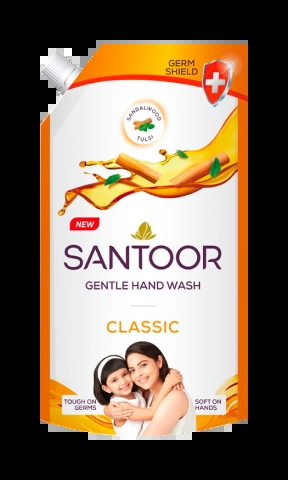 GERM
SHIELD
SANDALWOOD
TULSI
NEW
SANTOOR
GENTLE HAND WASH
CLASSIC
TOUGH ON
GERMS
SOFT ON
HANDS